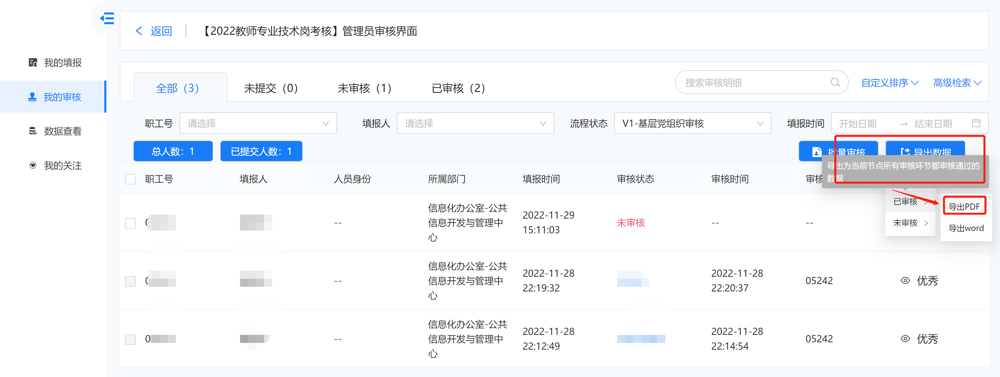 返回
【2022教师专业技术岗考核】管理员审核界面
我的填报
我的审核
数据查看
我的关注
全部（3）
未提交（0）
未审核（1）
已审核（2）
搜索审核明细
自定义排序
高级检索
职工号
请选择
填报人
请选择
流程状态
V1-基层党组织审核
填报时间
开始日期
结束日期
总人数：1
已提交人数：1
批量审核
导出数据
导出为当前节点所有审核环节都审核通过的
数据
职工号
填报人
人员身份
所属部门
填报时间
审核状态
审核时间
审核
已审核
未审核
导出PDF
导出word
0
--
信息化办公室-公共
信息开发与管理中
心
2022-11-29
15:11:03
未审核
--
--
0
--
信息化办公室-公共
信息开发与管理中
心
2022-11-28
22:19:32
2022-11-28
22:20:37
05242
优秀
0
--
信息化办公室-公共
信息开发与管理中
心
2022-11-28
22:12:49
2022-11-28
22:14:54
05242
优秀